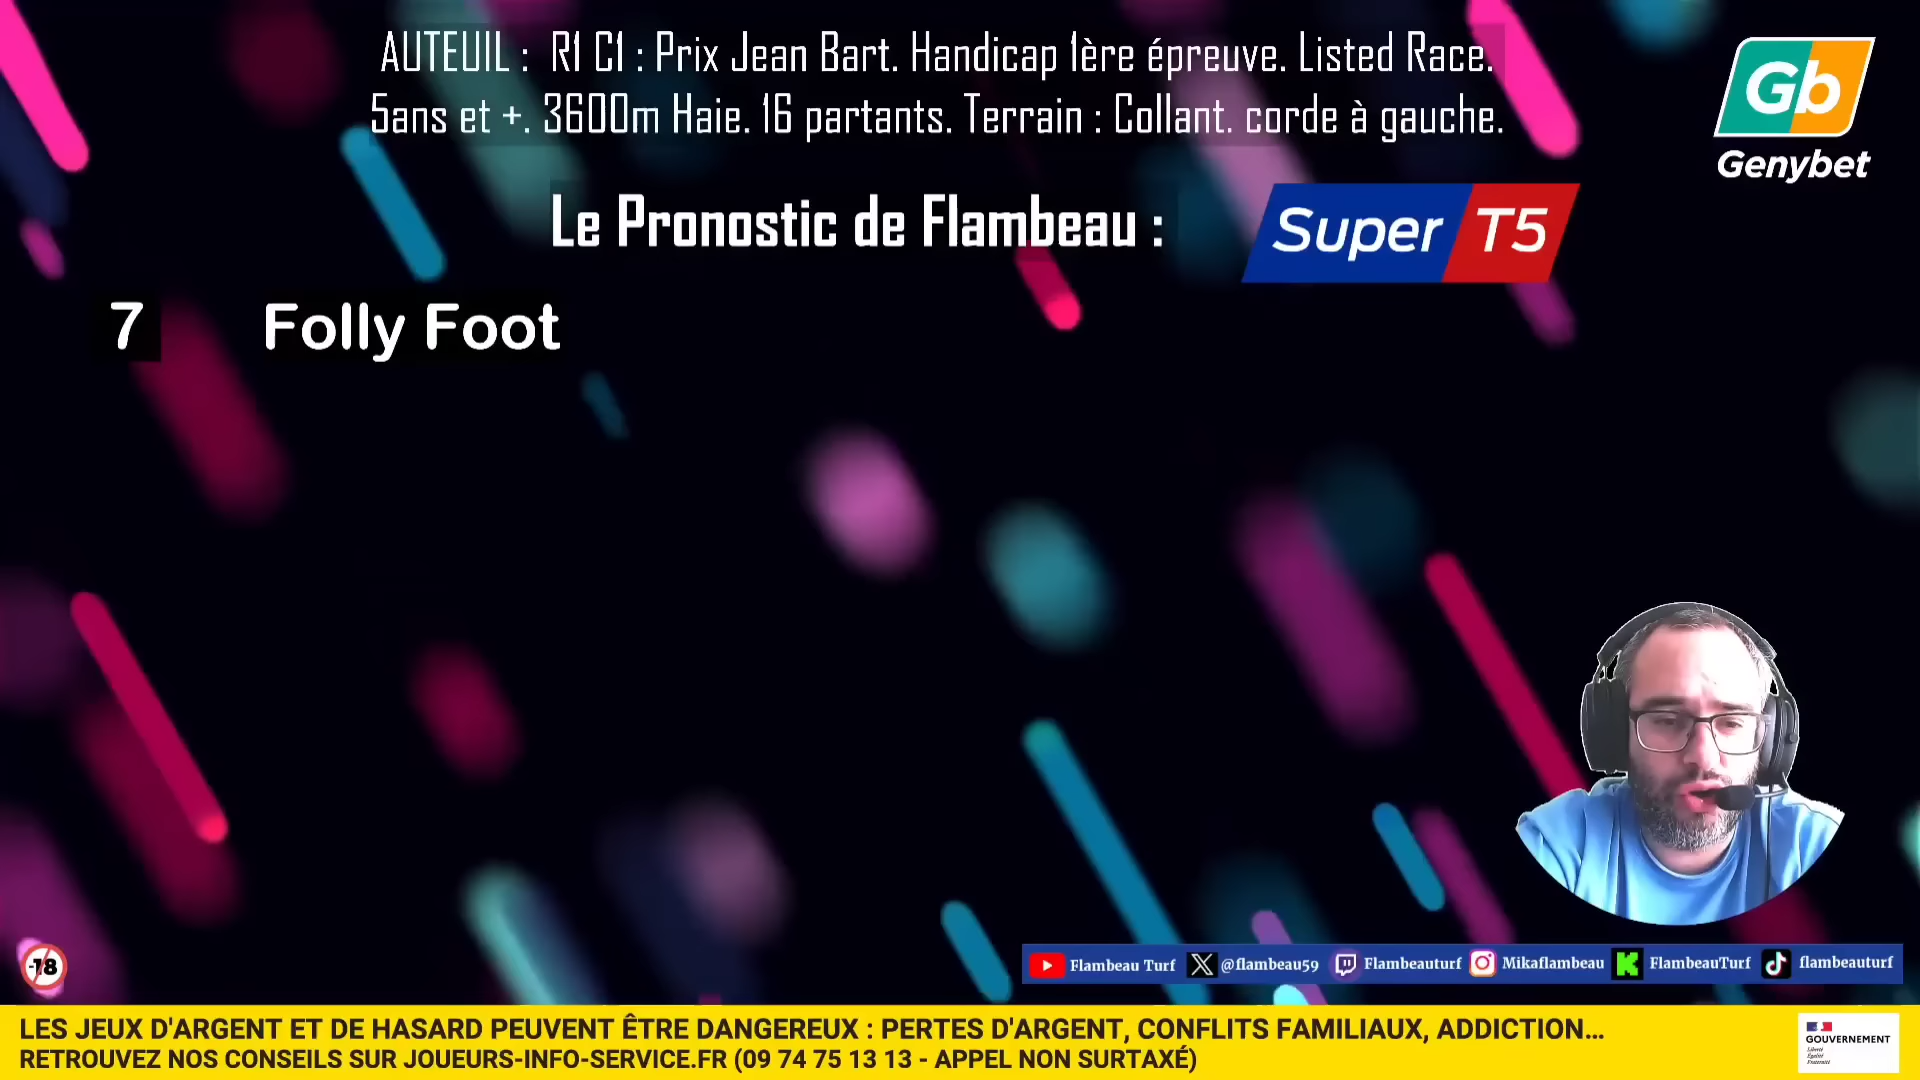 AUTEUIL : R1 C1 : Prix Jean Bart. Handicap 1ère épreuve. Listed Race.
5ans et +. 3600m Haie. 16 partants. Terrain : Collant. corde à gauche.
Gb
Genybet
Le Pronostic de Flambeau :
Super T5
7 Folly Foot
-18
Flambeau Turf @flambeau59 Flambeauturf Mikaflambeau FlambeauTurf flambeauturf
LES JEUX D'ARGENT ET DE HASARD PEUVENT ÊTRE DANGEREUX : PERTES D'ARGENT, CONFLITS FAMILIAUX, ADDICTION...
RETROUVEZ NOS CONSEILS SUR JOUEURS-INFO-SERVICE.FR (09 74 75 13 13 - APPEL NON SURTAXÉ)
GOUVERNEMENT
Liberté
Égalité
Fraternité